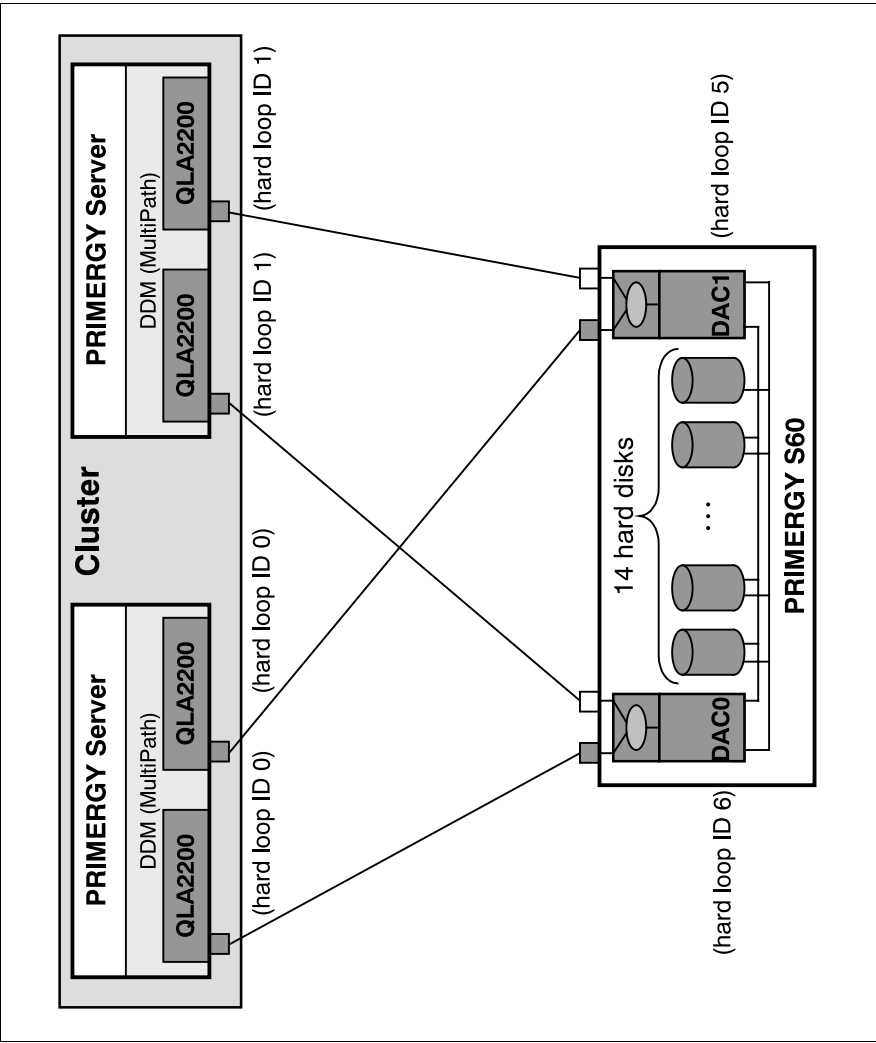 Cluster
PRIMERGY Server
PRIMERGY Server
DDM (MultiPath)
DDM (MultiPath)
QLA2200
QLA2200
QLA2200
QLA2200
(hard loop ID 0)
(hard loop ID 0)
(hard loop ID 1)
(hard loop ID 1)
14 hard disks
(hard loop ID 6)
DAC0
...
DAC1
(hard loop ID 5)
PRIMERGY S60